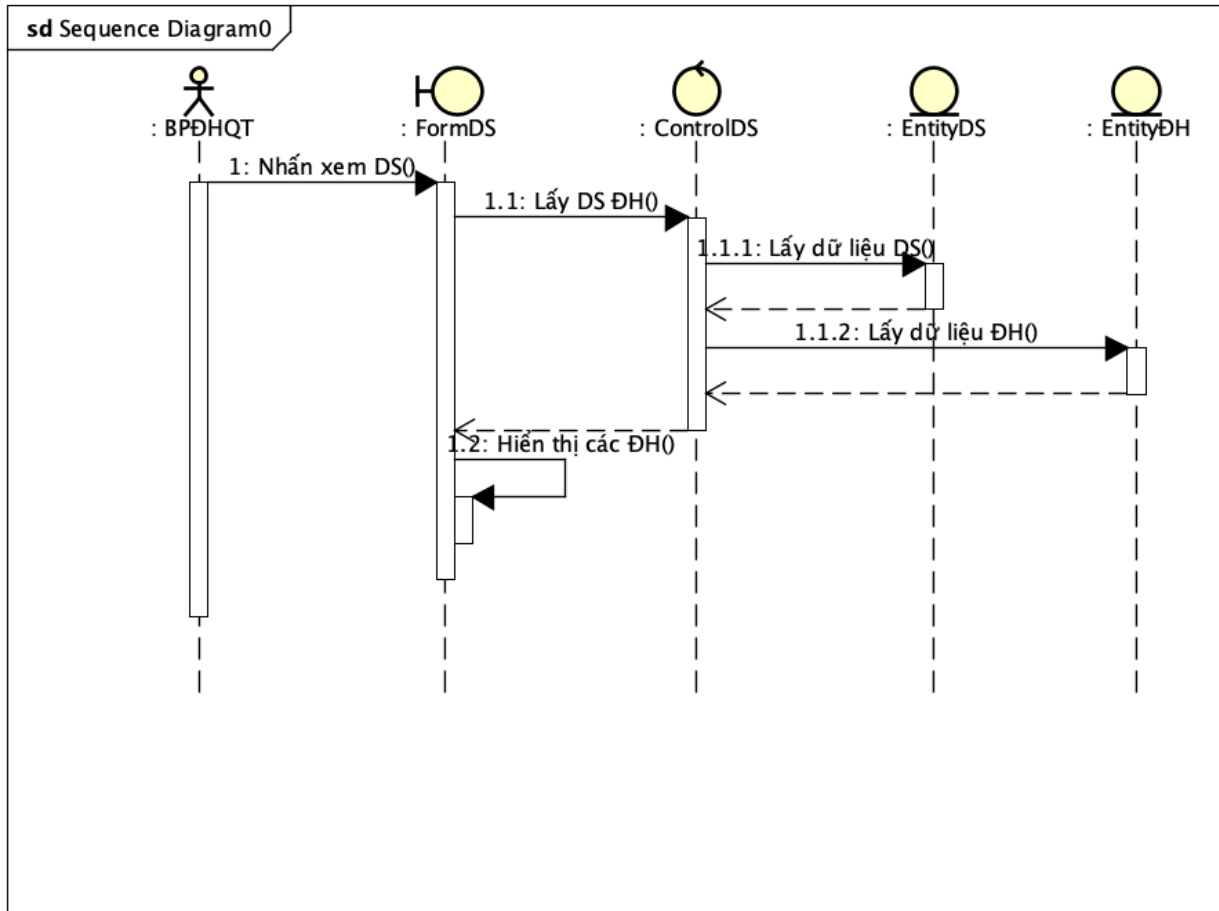 sd Sequence Diagram0
: BPĐHQT
: FormDS
: ControlDS
: EntityDS
: EntityĐH
1: Nhấn xem DS()
1.1: Lấy DS ĐH()
1.1.1: Lấy dữ liệu DS()
1.1.2: Lấy dữ liệu ĐH()
1.2: Hiển thị các ĐH()